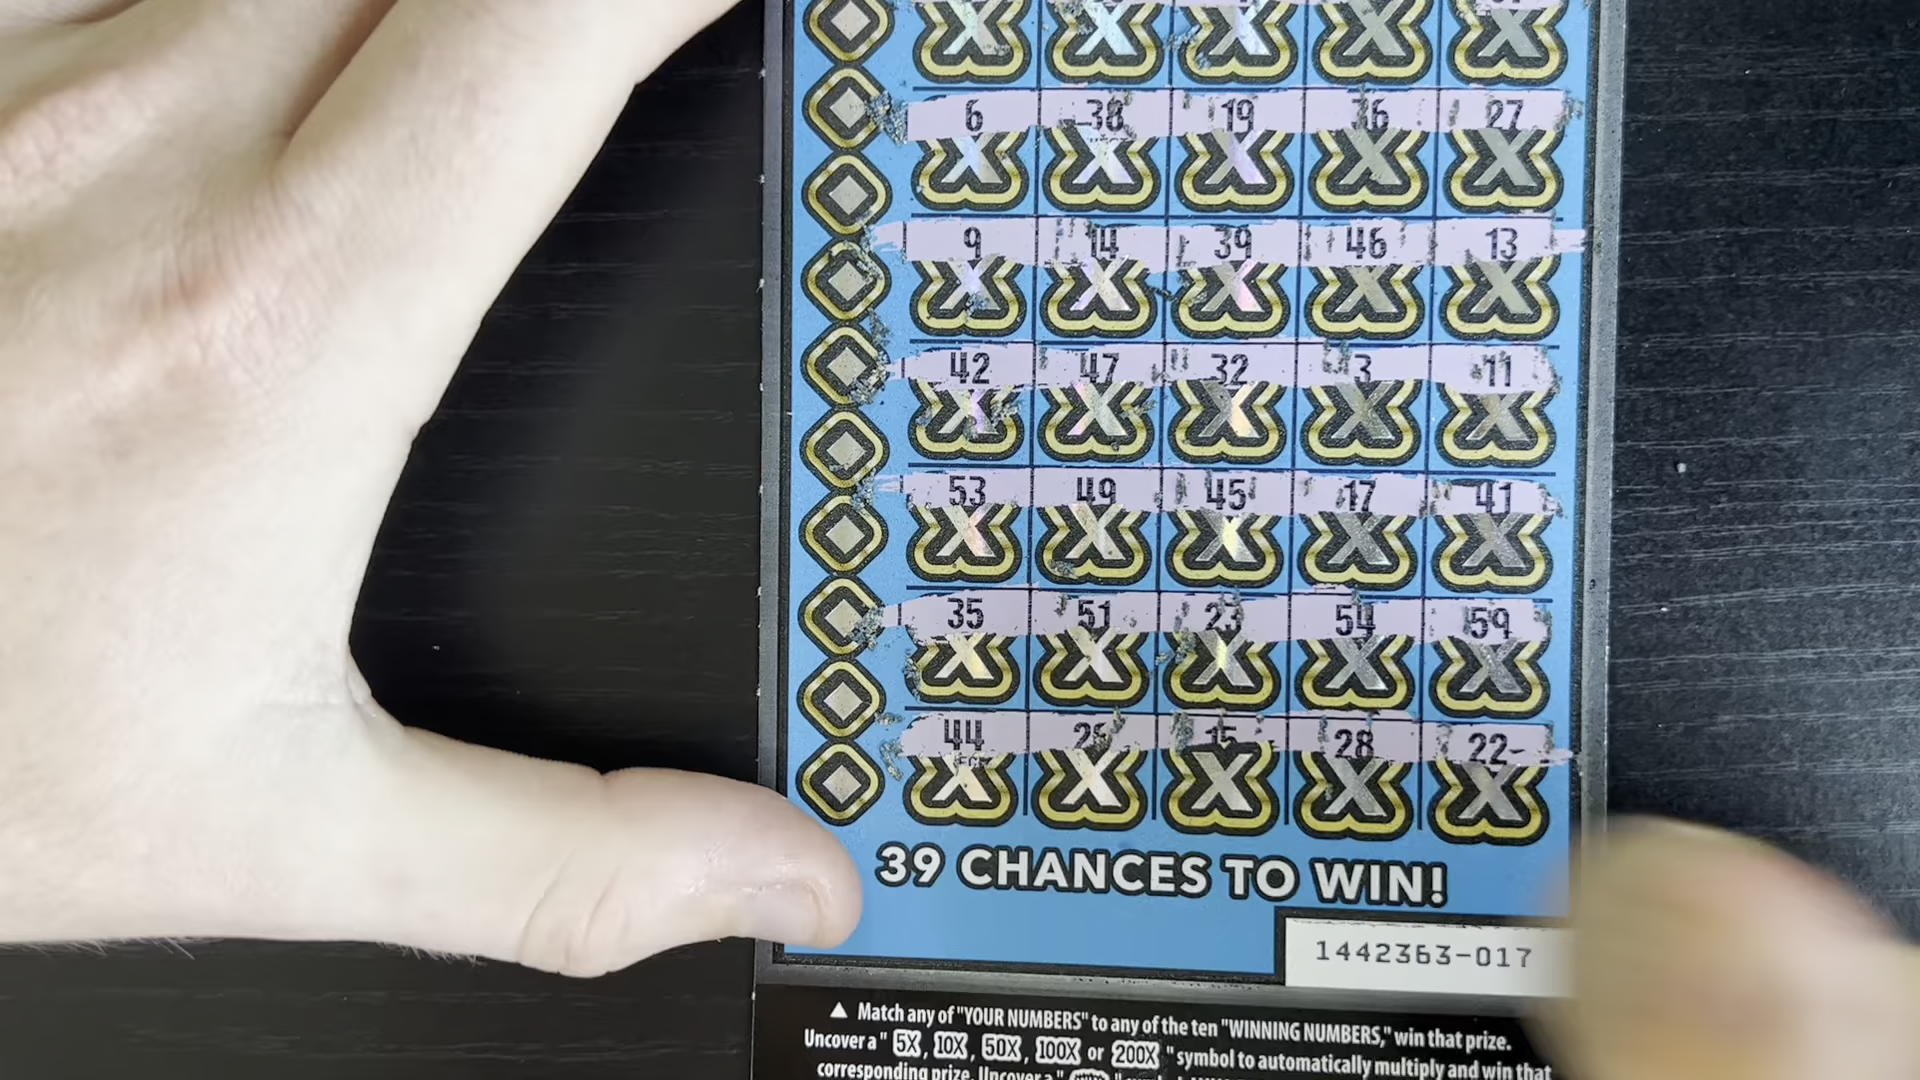 6 38 19 36 27
9 14 39 46 13
42 47 32 3 11
53 49 45 17 41
35 51 23 54 59
44 15 28 22
39 CHANCES TO WIN!
1442363-017
▲ Match any of "YOUR NUMBERS" to any of the ten "WINNING NUMBERS," win that prize.
Uncover a " 5X, 10X, 50X, 100X or 200X " symbol to automatically multiply and win that
corresponding prize. Uncover a "